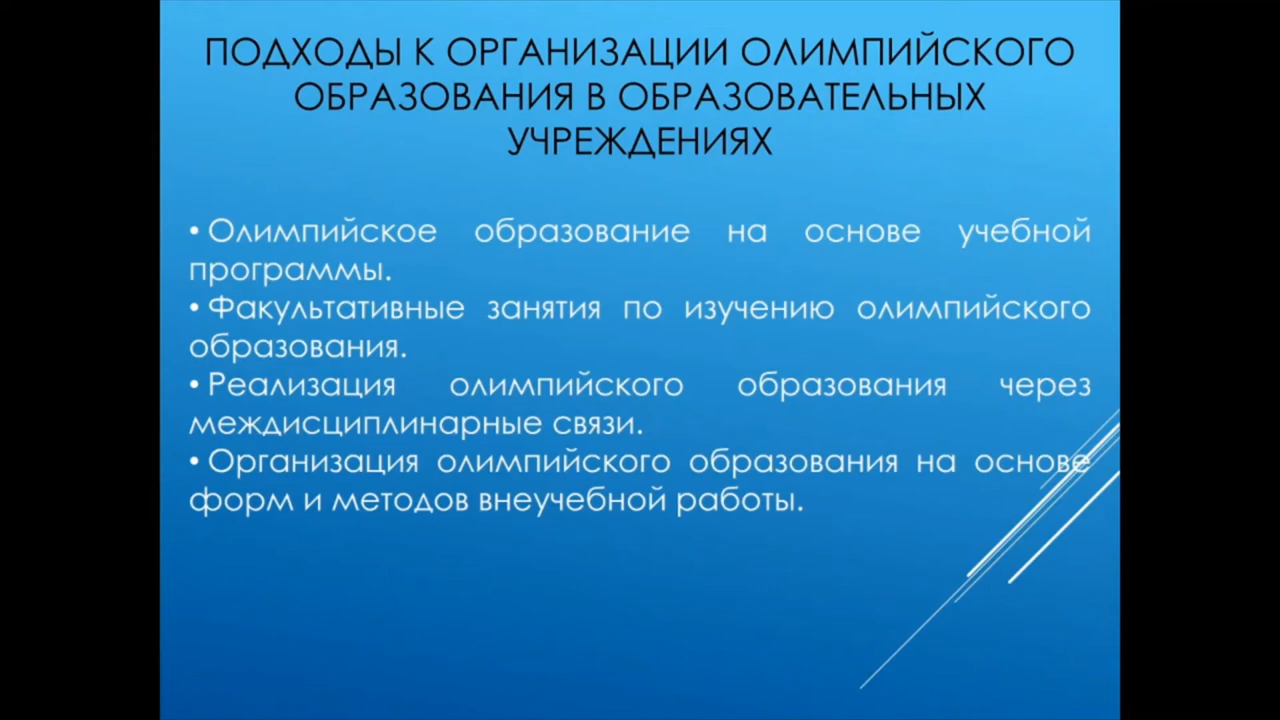 ПОДХОДЫ К ОРГАНИЗАЦИИ ОЛИМПИЙСКОГО
ОБРАЗОВАНИЯ В ОБРАЗОВАТЕЛЬНЫХ
УЧРЕЖДЕНИЯХ
• Олимпийское образование на основе учебной
программы.
• Факультативные занятия по изучению олимпийского
образования.
• Реализация олимпийского образования через
междисциплинарные связи.
• Организация олимпийского образования на основе
форм и методов внеучебной работы.